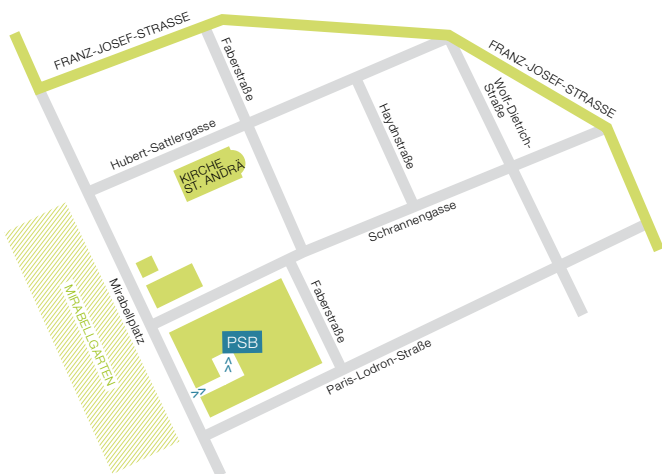 FRANZ-JOSEF-STRASSE
FRANZ-JOSEF-STRASSE
Faberstraße
Wolf-Dietrich-
Straße
Haydnstraße
Hubert-Sattlergasse
KIRCHE
ST. ANDRÄ
Schrannengasse
Mirabellplatz
MIRABELLGARTEN
Faberstraße
PSB
Paris-Lodron-Straße